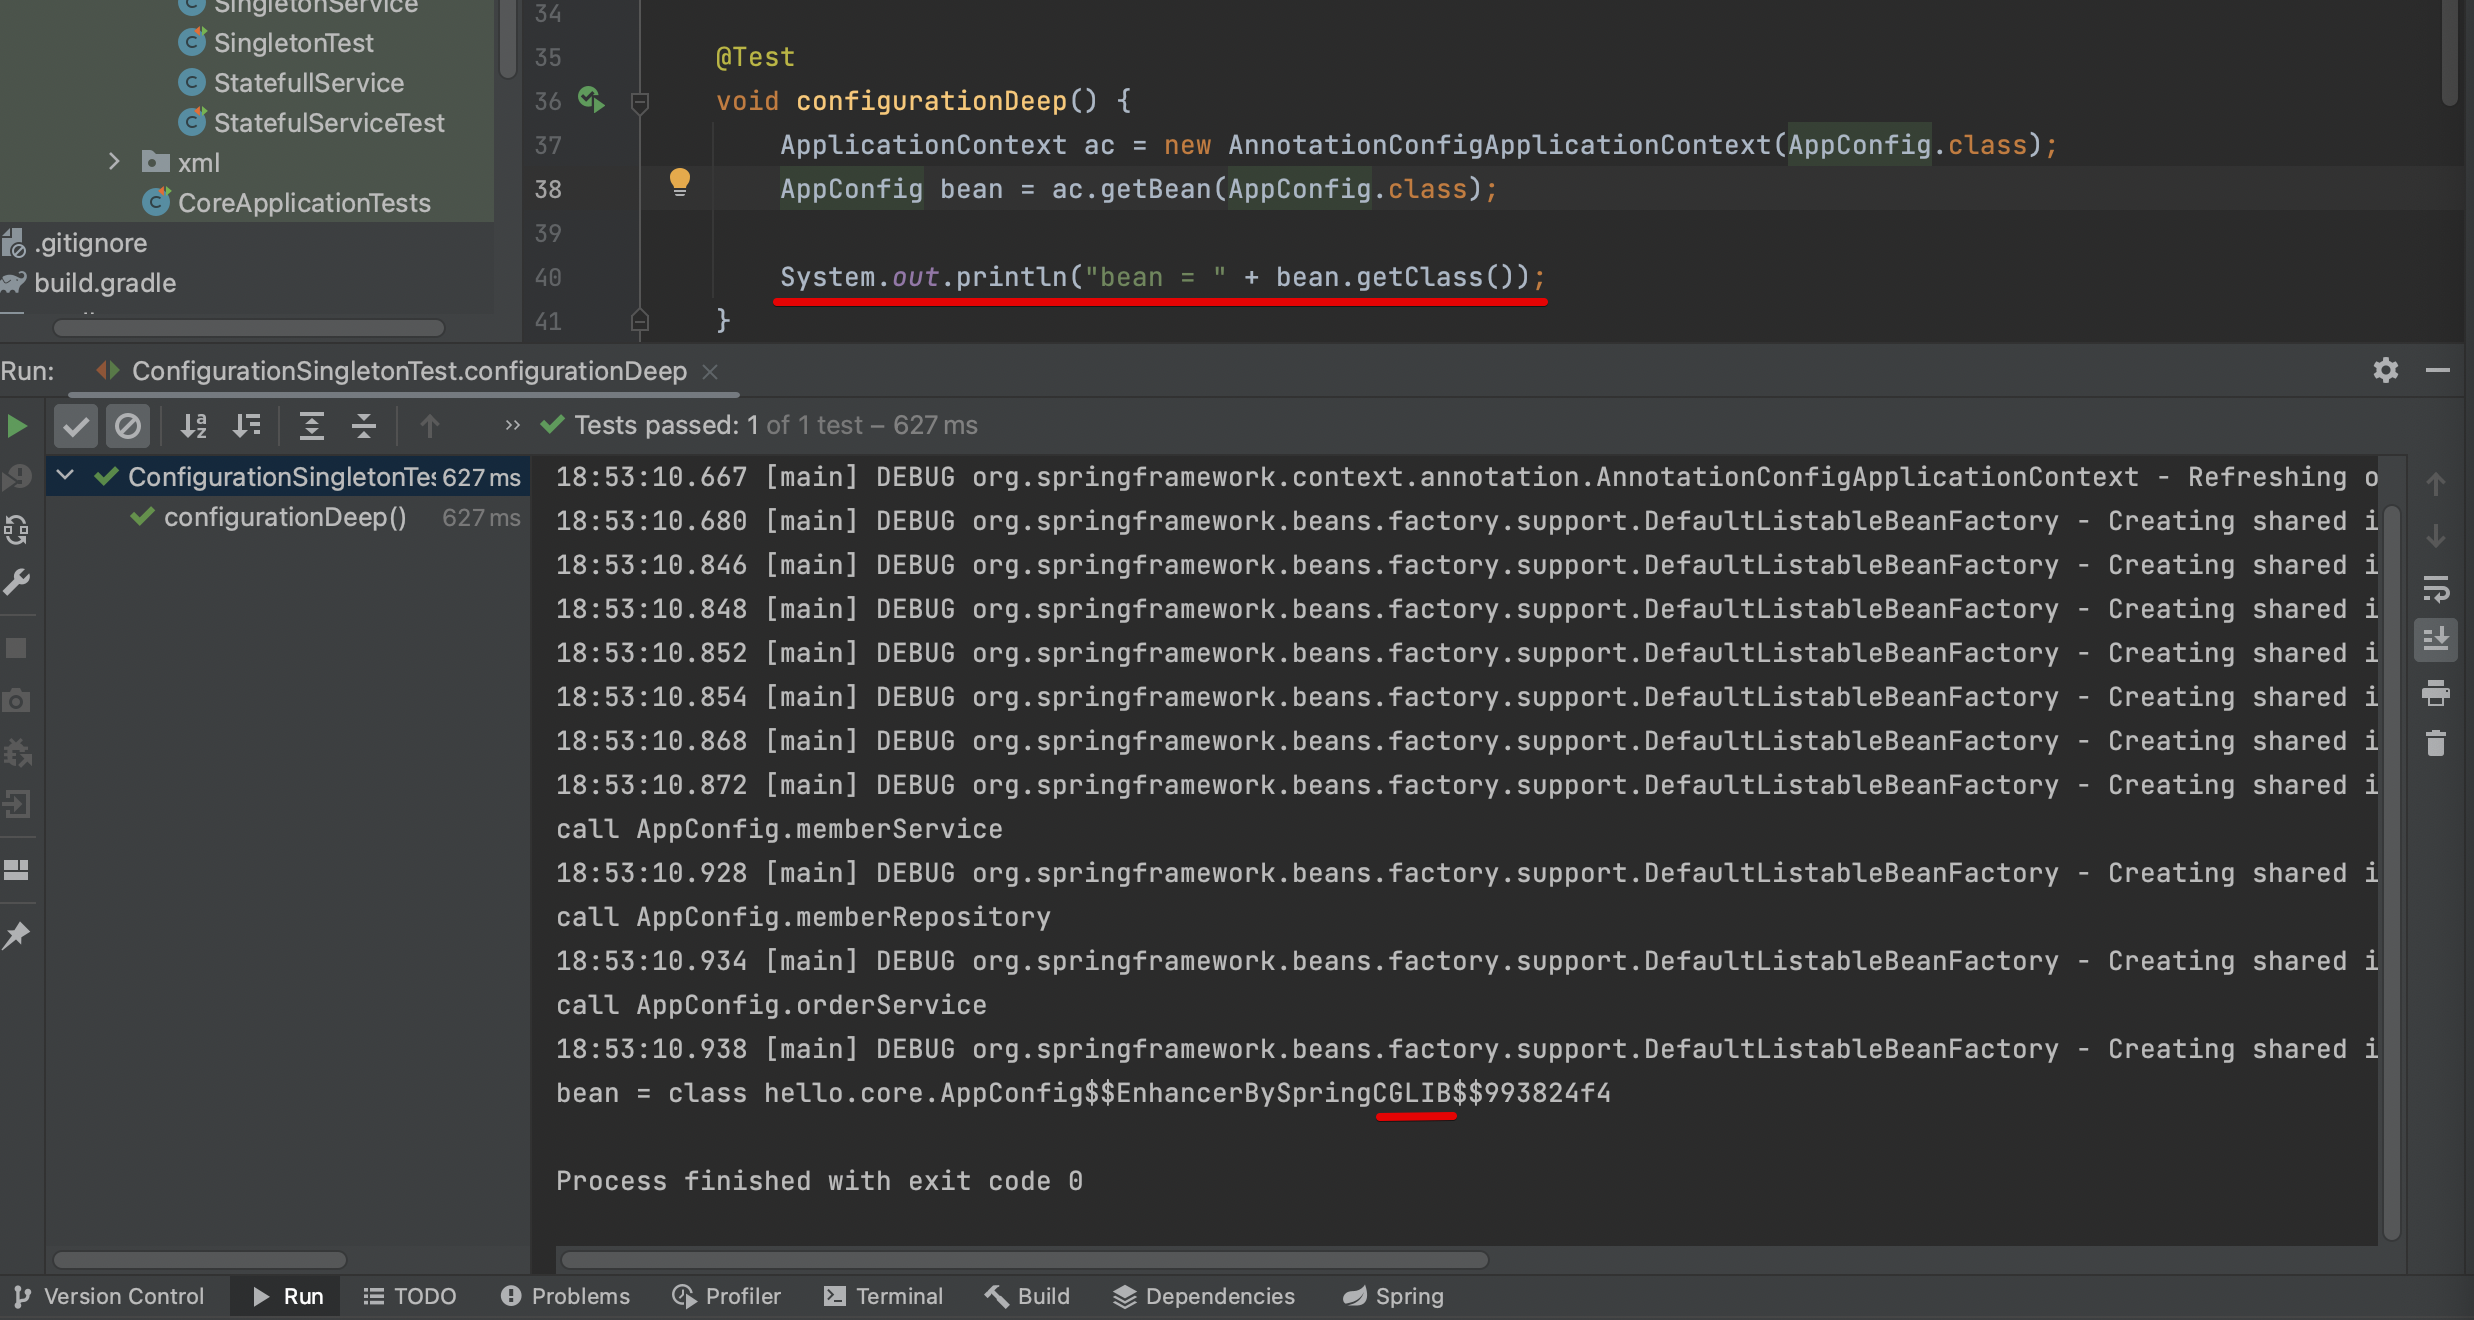 SingletonService
SingletonTest
StatefullService
StatefulServiceTest
xml
CoreApplicationTests
.gitignore
build.gradle
34
35 @Test
36 void configurationDeep() {
37 ApplicationContext ac = new AnnotationConfigApplicationContext(AppConfig.class);
38 AppConfig bean = ac.getBean(AppConfig.class);
39
40 System.out.println("bean = " + bean.getClass());
41 }
Run: ConfigurationSingletonTest.configurationDeep
Tests passed: 1 of 1 test – 627 ms
ConfigurationSingletonTes 627 ms
configurationDeep() 627 ms
18:53:10.667 [main] DEBUG org.springframework.context.annotation.AnnotationConfigApplicationContext - Refreshing o
18:53:10.680 [main] DEBUG org.springframework.beans.factory.support.DefaultListableBeanFactory - Creating shared i
18:53:10.846 [main] DEBUG org.springframework.beans.factory.support.DefaultListableBeanFactory - Creating shared i
18:53:10.848 [main] DEBUG org.springframework.beans.factory.support.DefaultListableBeanFactory - Creating shared i
18:53:10.852 [main] DEBUG org.springframework.beans.factory.support.DefaultListableBeanFactory - Creating shared i
18:53:10.854 [main] DEBUG org.springframework.beans.factory.support.DefaultListableBeanFactory - Creating shared i
18:53:10.868 [main] DEBUG org.springframework.beans.factory.support.DefaultListableBeanFactory - Creating shared i
18:53:10.872 [main] DEBUG org.springframework.beans.factory.support.DefaultListableBeanFactory - Creating shared i
call AppConfig.memberService
18:53:10.928 [main] DEBUG org.springframework.beans.factory.support.DefaultListableBeanFactory - Creating shared i
call AppConfig.memberRepository
18:53:10.934 [main] DEBUG org.springframework.beans.factory.support.DefaultListableBeanFactory - Creating shared i
call AppConfig.orderService
18:53:10.938 [main] DEBUG org.springframework.beans.factory.support.DefaultListableBeanFactory - Creating shared i
bean = class hello.core.AppConfig$$EnhancerBySpringCGLIB$$993824f4
Process finished with exit code 0
Version Control Run TODO Problems Profiler Terminal Build Dependencies Spring